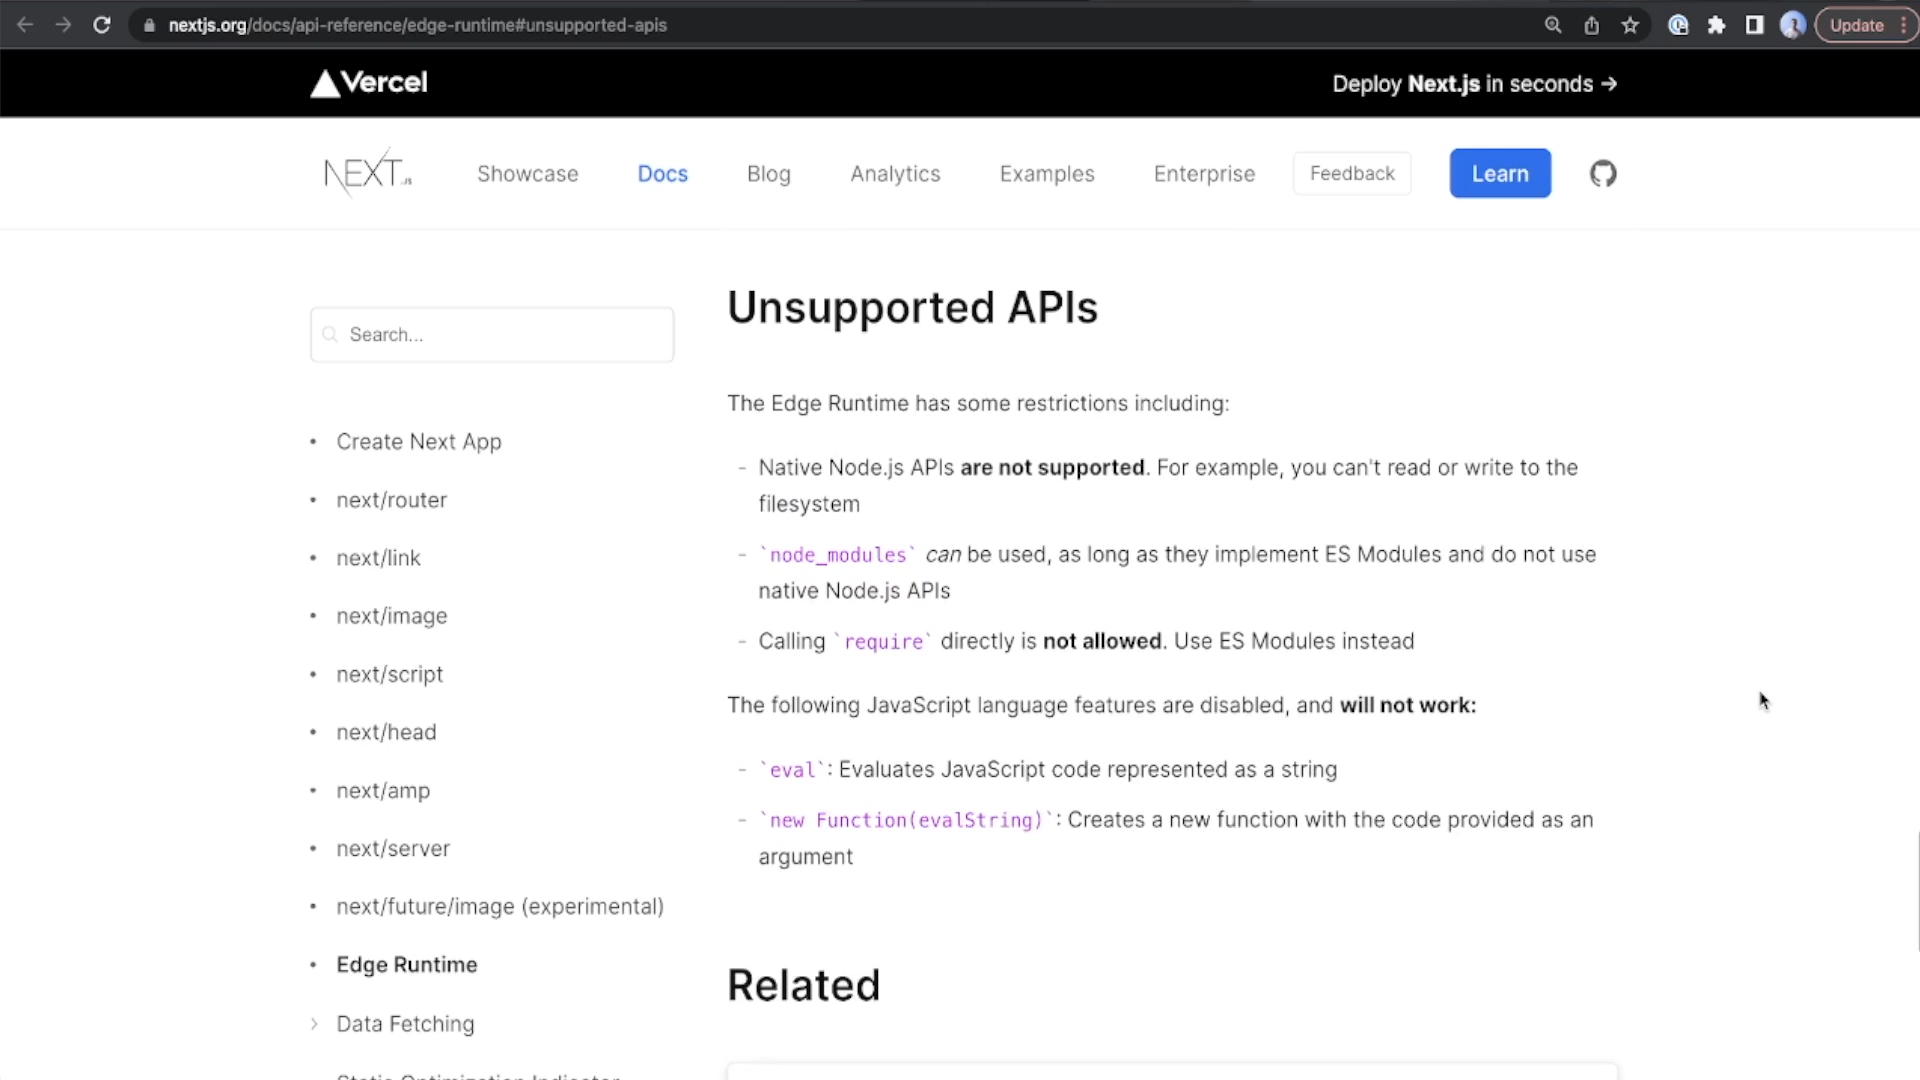 nextjs.org/docs/api-reference/edge-runtime#unsupported-apis
Update
Vercel
Deploy Next.js in seconds →
NEXT.JS
Showcase
Docs
Blog
Analytics
Examples
Enterprise
Feedback
Learn
Search...
• Create Next App
• next/router
• next/link
• next/image
• next/script
• next/head
• next/amp
• next/server
• next/future/image (experimental)
• Edge Runtime
Data Fetching
Static Optimization Indicator
Unsupported APIs
The Edge Runtime has some restrictions including:
- Native Node.js APIs are not supported. For example, you can't read or write to the
filesystem
- `node_modules` can be used, as long as they implement ES Modules and do not use
native Node.js APIs
- Calling `require` directly is not allowed. Use ES Modules instead
The following JavaScript language features are disabled, and will not work:
- `eval`: Evaluates JavaScript code represented as a string
- `new Function(evalString)`: Creates a new function with the code provided as an
argument
Related